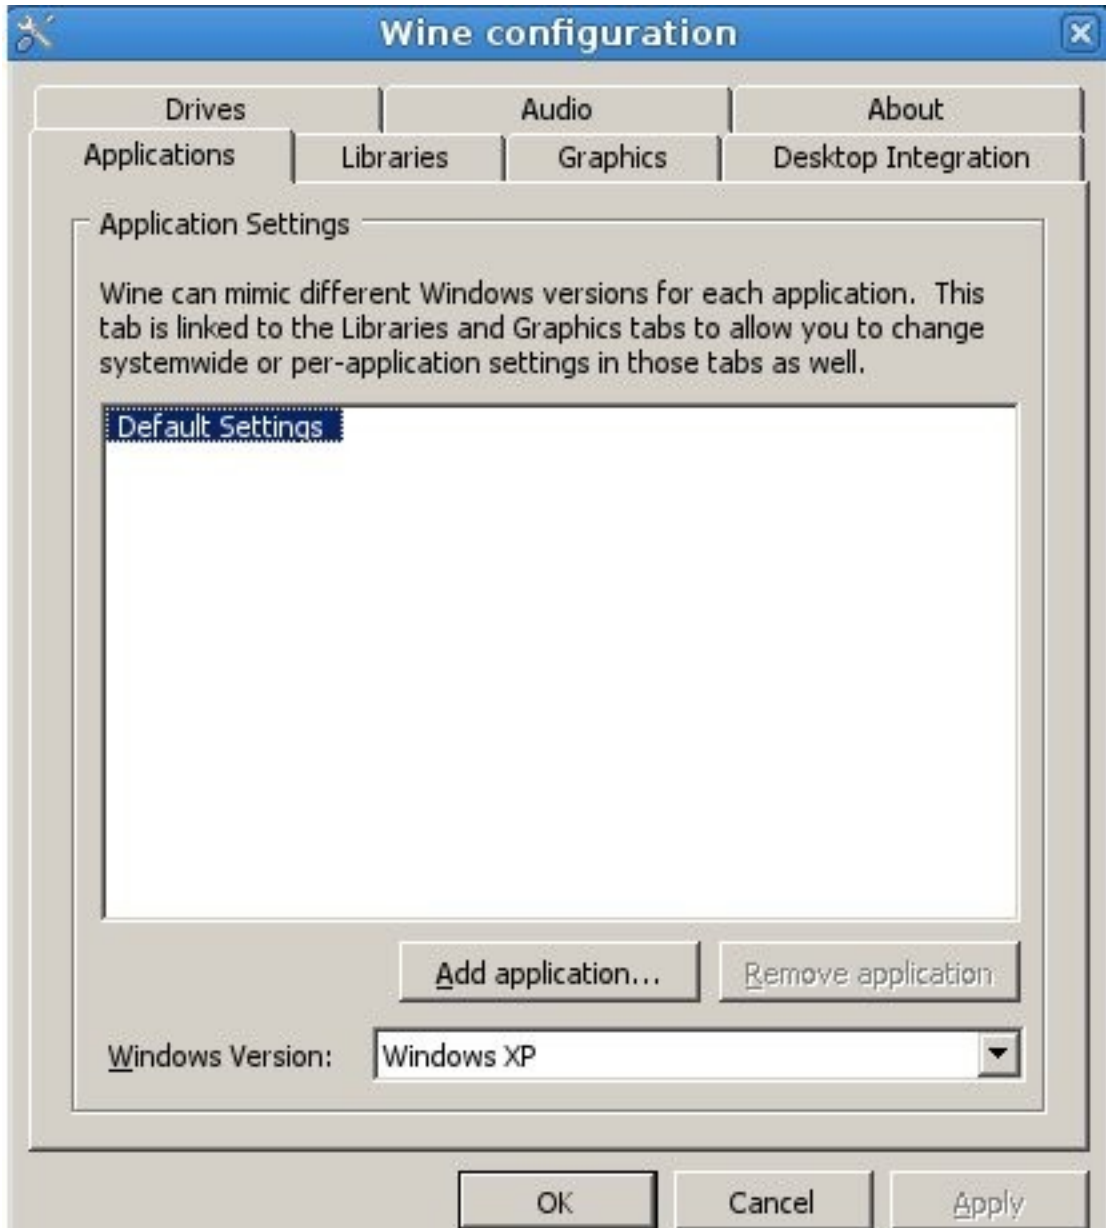 Wine configuration
Drives
Audio
About
Applications
Libraries
Graphics
Desktop Integration
Application Settings
Wine can mimic different Windows versions for each application.  This
tab is linked to the Libraries and Graphics tabs to allow you to change
systemwide or per-application settings in those tabs as well.
Default Settings
Add application...
Remove application
Windows Version:
Windows XP
OK
Cancel
Apply